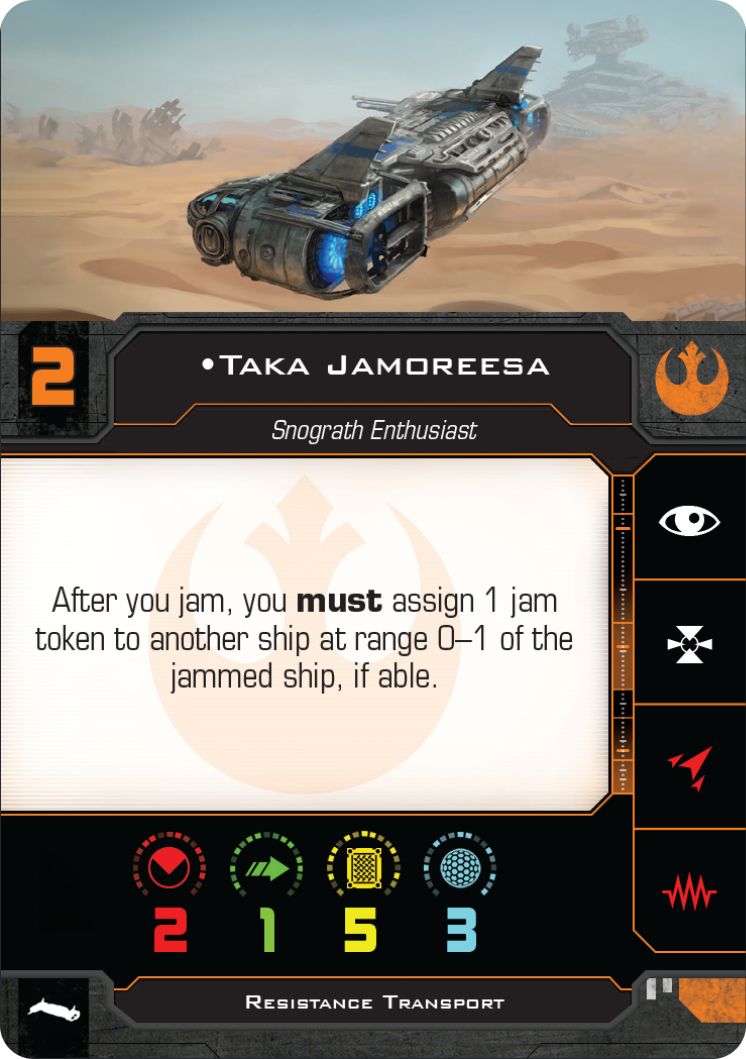 2
•Taka Jamoreesa
Snograth Enthusiast
After you jam, you must assign 1 jam
token to another ship at range 0–1 of the
jammed ship, if able.
2 1 5 3
Resistance Transport